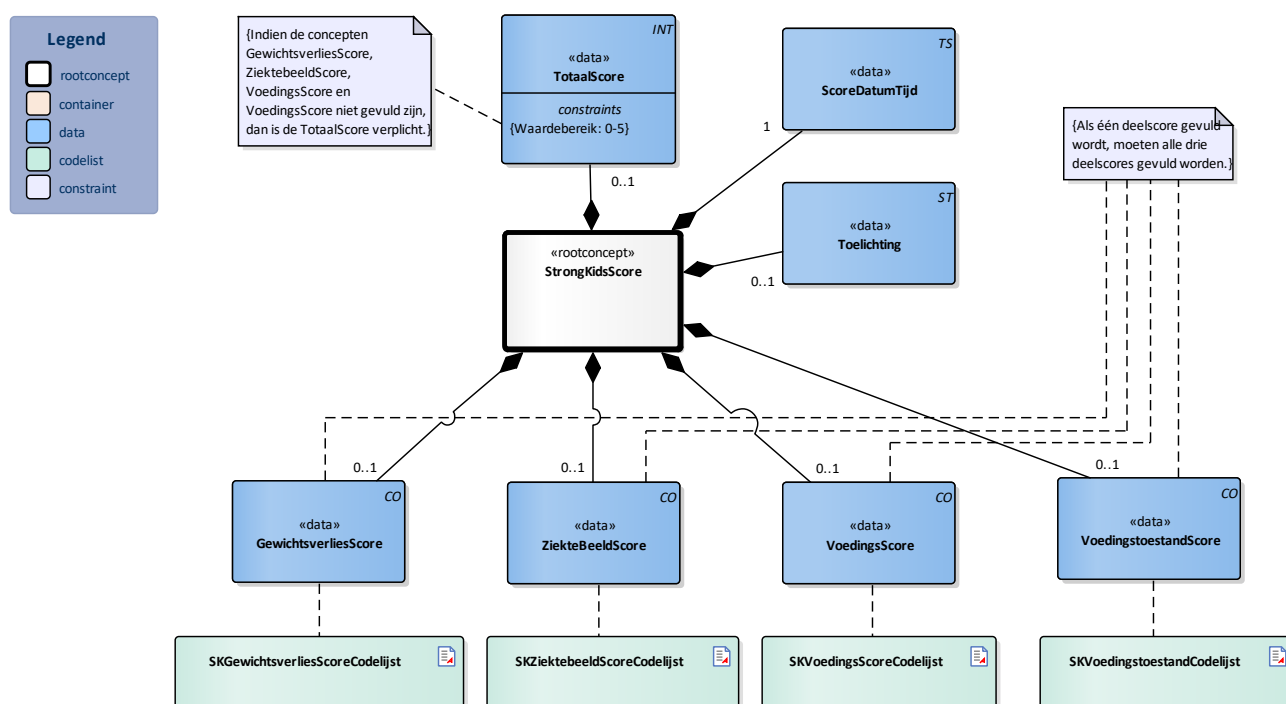 Legend
rootconcept
container
data
codelist
constraint
{Indien de concepten
GewichtsverliesScore,
ZiektebeeldScore,
VoedingsScore en
VoedingsScore niet gevuld zijn,
dan is de TotaalScore verplicht.}
INT
«data»
TotaalScore
constraints
{Waardebereik: 0-5}
0..1
TS
«data»
ScoreDatumTijd
1
{Als één deelscore gevuld
wordt, moeten alle drie
deelscores gevuld worden.}
ST
«data»
Toelichting
0..1
«rootconcept»
StrongKidsScore
0..1
0..1
0..1
0..1
CO
«data»
GewichtsverliesScore
CO
«data»
ZiekteBeeldScore
CO
«data»
VoedingsScore
CO
«data»
VoedingstoestandScore
SKGewichtsverliesScoreCodelijst
SKZiektebeeldScoreCodelijst
SKVoedingsScoreCodelijst
SKVoedingstoestandCodelijst